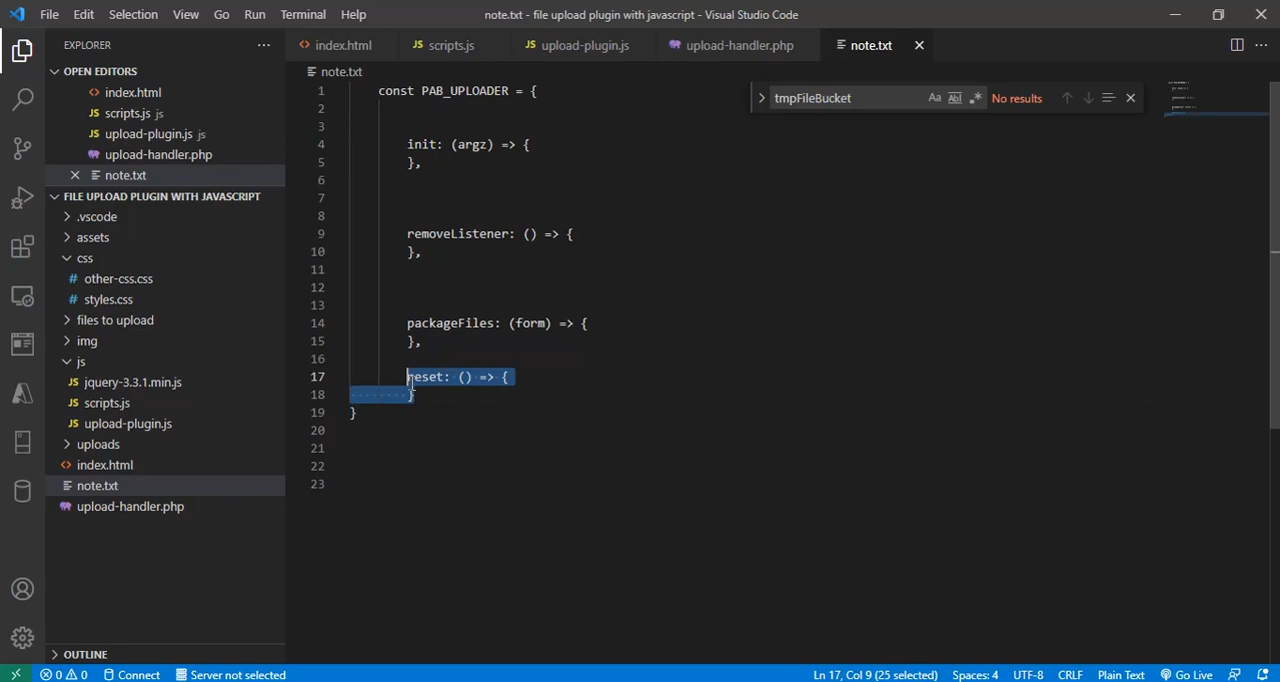 File Edit Selection View Go Run Terminal Help note.txt - file upload plugin with javascript - Visual Studio Code
EXPLORER
index.html scripts.js upload-plugin.js upload-handler.php note.txt
OPEN EDITORS
index.html
scripts.js js
upload-plugin.js js
upload-handler.php
note.txt
FILE UPLOAD PLUGIN WITH JAVASCRIPT
.vscode
assets
css
other-css.css
styles.css
files to upload
img
js
jquery-3.3.1.min.js
scripts.js
upload-plugin.js
uploads
index.html
note.txt
upload-handler.php
OUTLINE
note.txt
tmpFileBucket Aa Abl .* No results
1 const PAB_UPLOADER = {
2
3
4 init: (argz) => {
5 },
6
7
8
9 removeListener: () => {
10 },
11
12
13
14 packageFiles: (form) => {
15 },
16
17 reset: () => {
18 }
19 }
20
21
22
23
0 0 Connect Server not selected Ln 17, Col 9 (25 selected) Spaces: 4 UTF-8 CRLF Plain Text Go Live